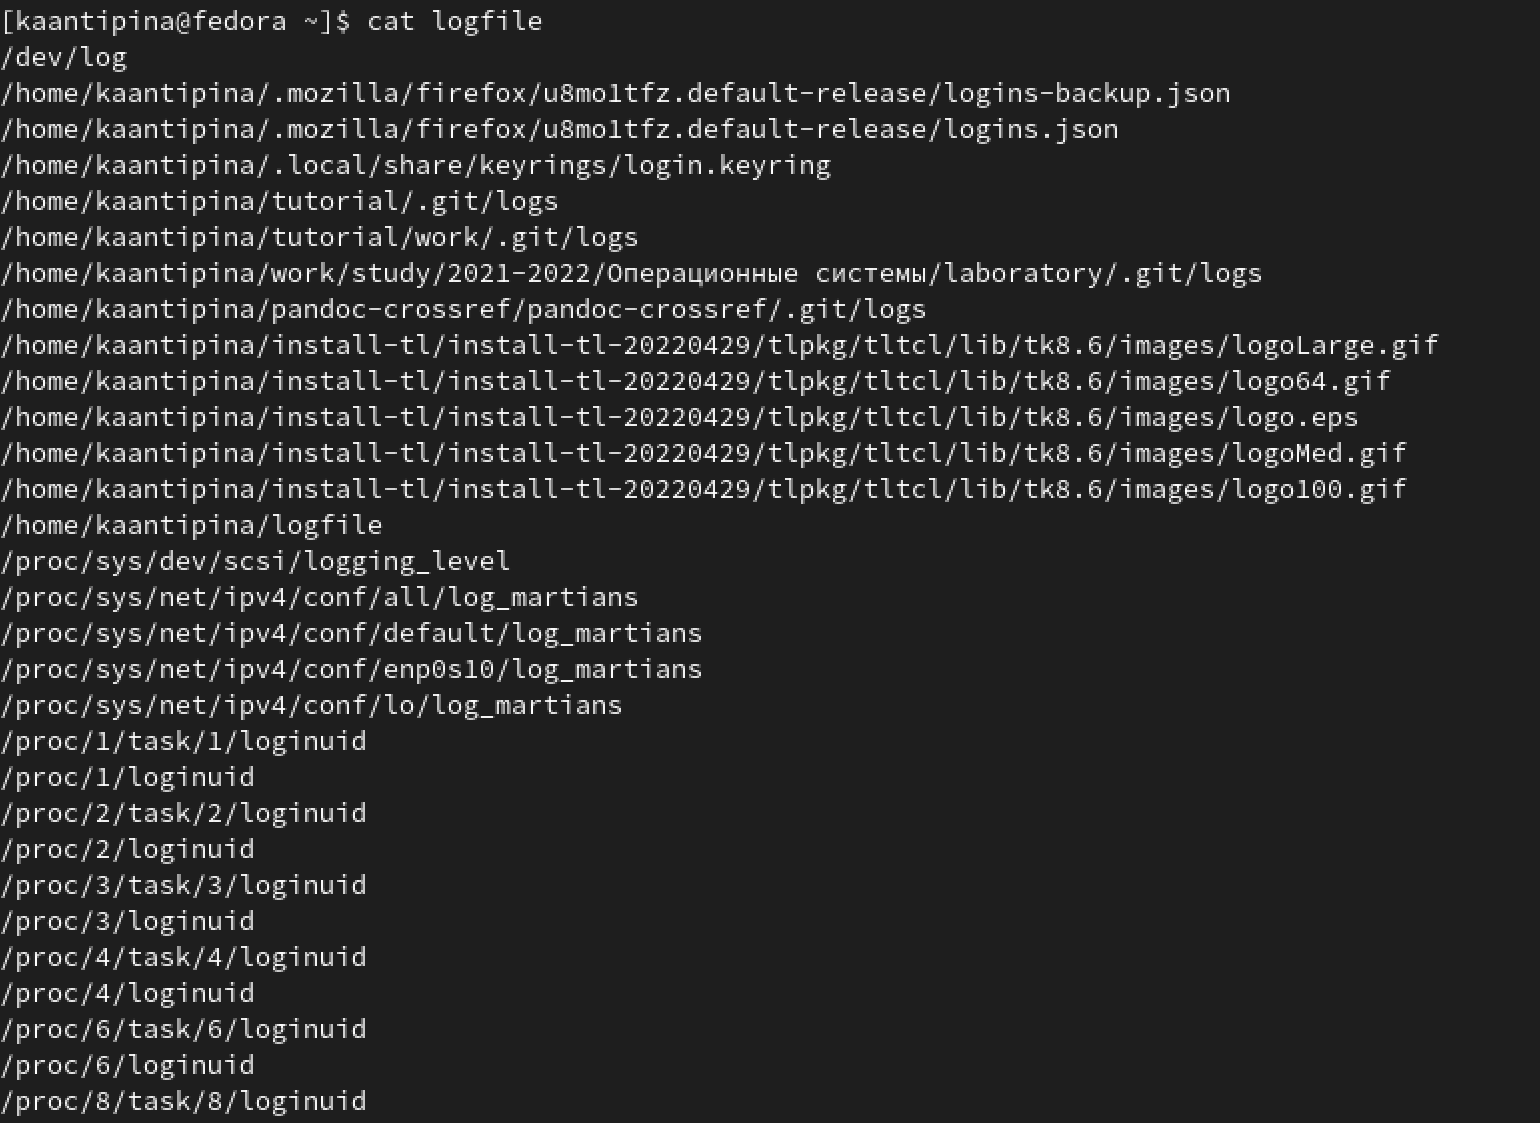 [kaantipina@fedora ~]$ cat logfile
/dev/log
/home/kaantipina/.mozilla/firefox/u8mo1tfz.default-release/logins-backup.json
/home/kaantipina/.mozilla/firefox/u8mo1tfz.default-release/logins.json
/home/kaantipina/.local/share/keyrings/login.keyring
/home/kaantipina/tutorial/.git/logs
/home/kaantipina/tutorial/work/.git/logs
/home/kaantipina/work/study/2021-2022/Операционные системы/laboratory/.git/logs
/home/kaantipina/pandoc-crossref/pandoc-crossref/.git/logs
/home/kaantipina/install-tl/install-tl-20220429/tlpkg/tltcl/lib/tk8.6/images/logoLarge.gif
/home/kaantipina/install-tl/install-tl-20220429/tlpkg/tltcl/lib/tk8.6/images/logo64.gif
/home/kaantipina/install-tl/install-tl-20220429/tlpkg/tltcl/lib/tk8.6/images/logo.eps
/home/kaantipina/install-tl/install-tl-20220429/tlpkg/tltcl/lib/tk8.6/images/logoMed.gif
/home/kaantipina/install-tl/install-tl-20220429/tlpkg/tltcl/lib/tk8.6/images/logo100.gif
/home/kaantipina/logfile
/proc/sys/dev/scsi/logging_level
/proc/sys/net/ipv4/conf/all/log_martians
/proc/sys/net/ipv4/conf/default/log_martians
/proc/sys/net/ipv4/conf/enp0s10/log_martians
/proc/sys/net/ipv4/conf/lo/log_martians
/proc/1/task/1/loginuid
/proc/1/loginuid
/proc/2/task/2/loginuid
/proc/2/loginuid
/proc/3/task/3/loginuid
/proc/3/loginuid
/proc/4/task/4/loginuid
/proc/4/loginuid
/proc/6/task/6/loginuid
/proc/6/loginuid
/proc/8/task/8/loginuid